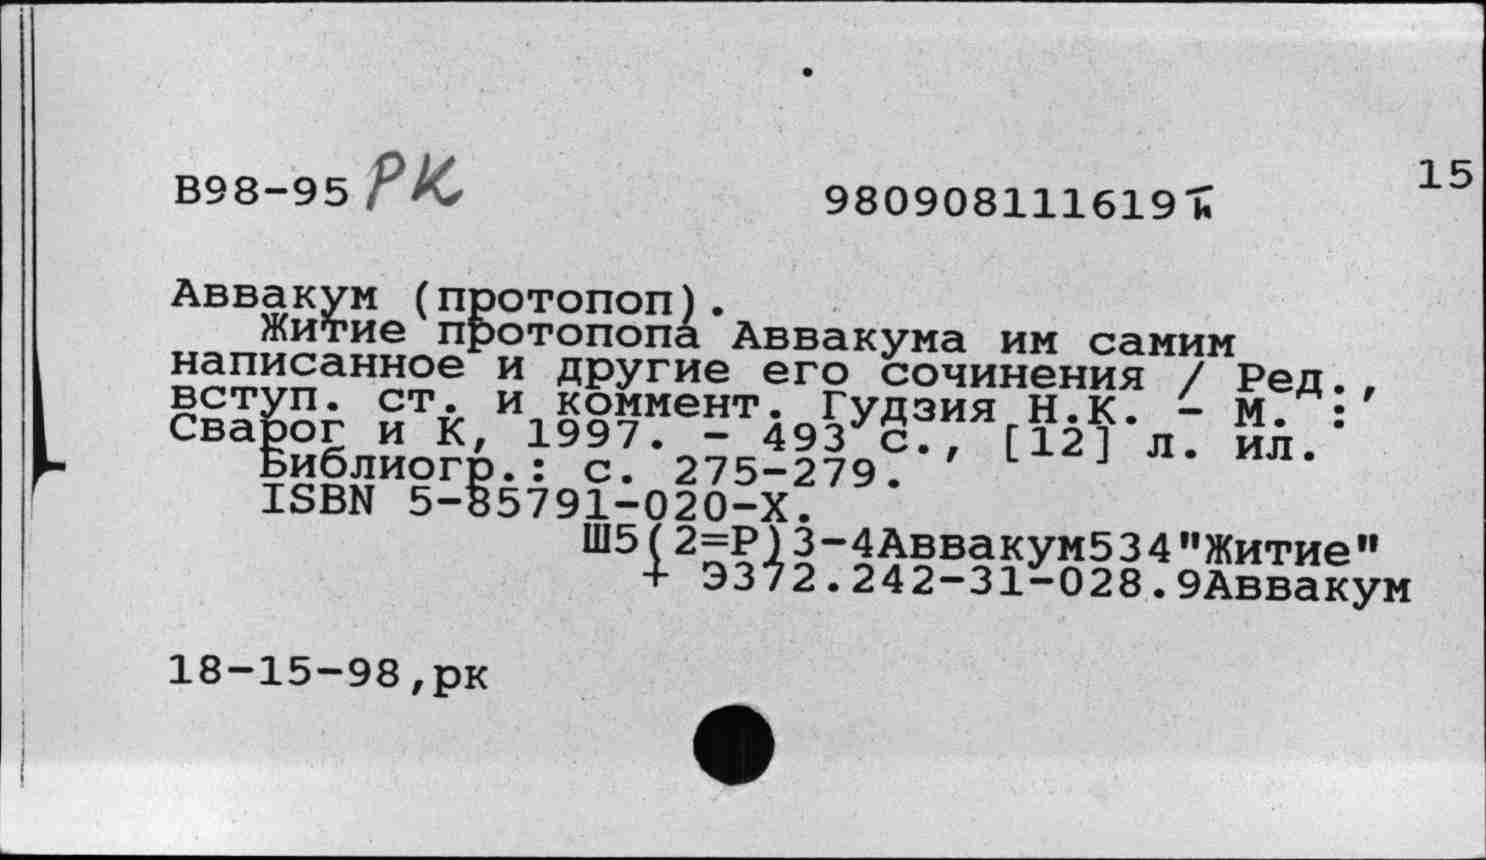 15
В98-95 РК
980908111619
Аввакум (протопоп).
Житие протопопа Аввакума им самим
написанное и другие его сочинения / Ред.,
вступ. ст. и коммент. Гудзия Н.К. - М. :
Сварог и К, 1997. - 493 с., [12] л. ил.
Библиогр.: с. 275-279.
ISBN 5-85791-020-X.
Ш5(2=Р)3-4Аввакум534"Житие"
+ Э372.242-31-028.9Аввакум
18-15-98,рк